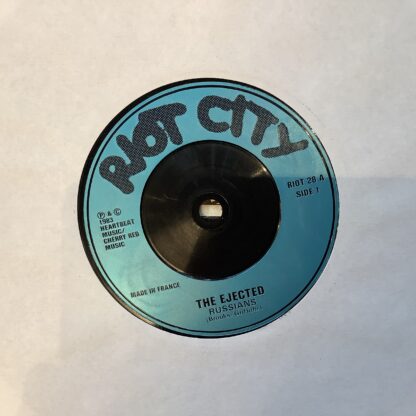 RIOT CITY
RIOT 28 A
SIDE 1
Ⓟ & ©
1983
HEARTBEAT
MUSIC/
CHERRY RED
MUSIC
MADE IN FRANCE
THE EJECTED
RUSSIANS